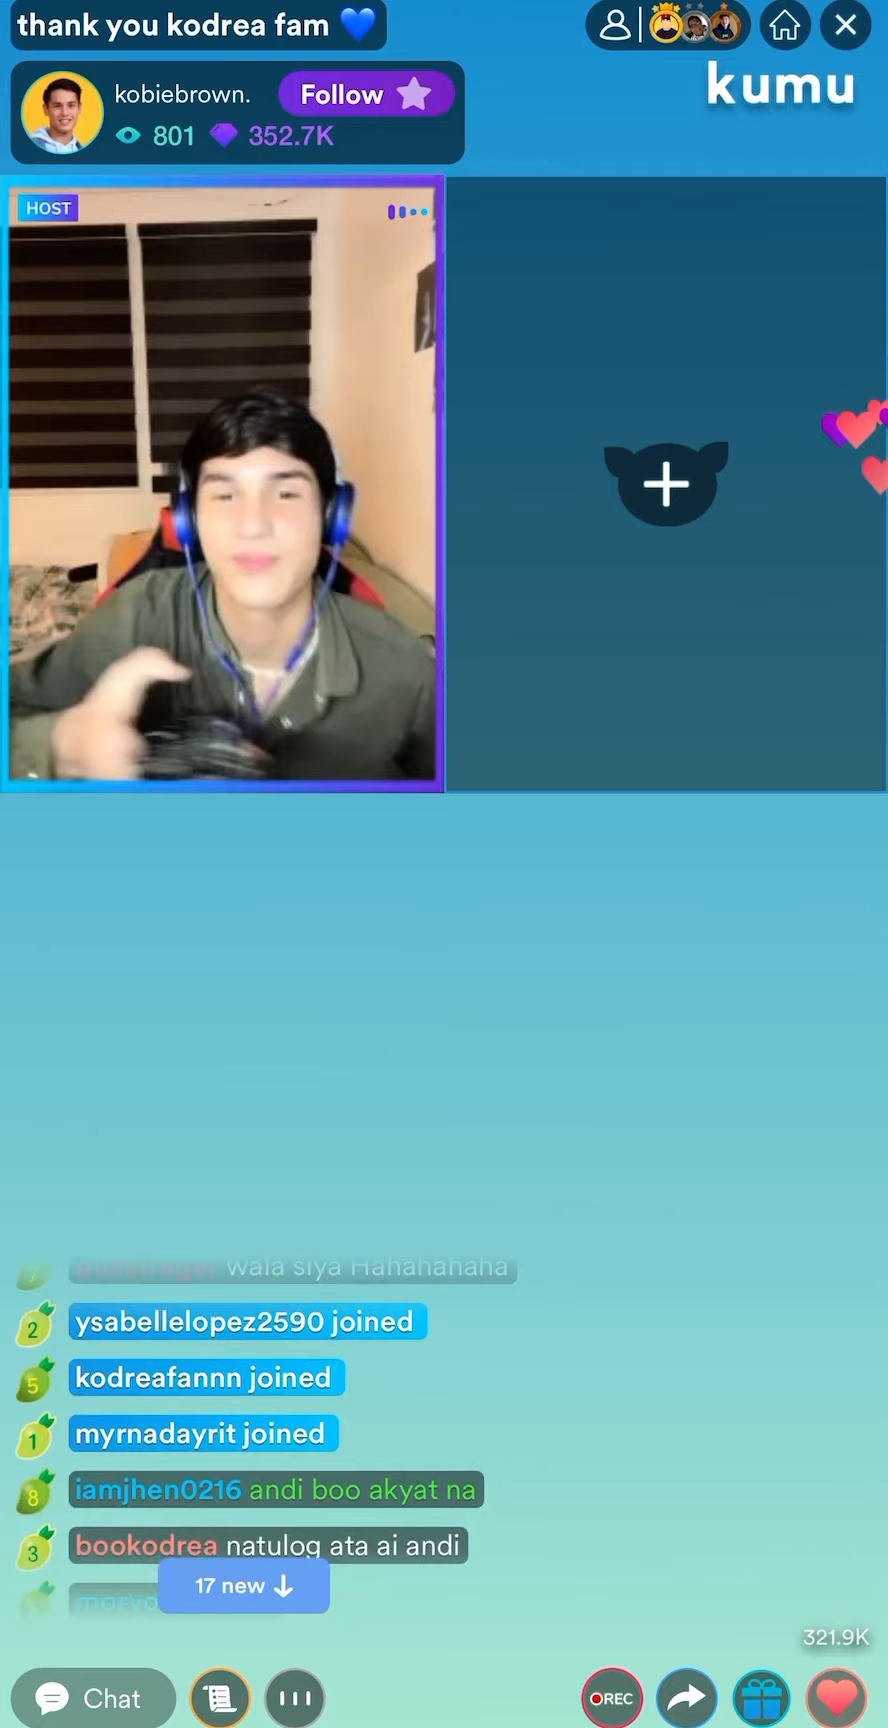 thank you kodrea fam 💙
kobiebrown.
Follow
801 352.7K
kumu
HOST
wala siya Hahahahaha
2 ysabellelopez2590 joined
5 kodreafannn joined
1 myrnadayrit joined
8 iamjhen0216 andi boo akyat na
3 bookodrea natulog ata ai andi
17 new ↓
321.9K
Chat
REC